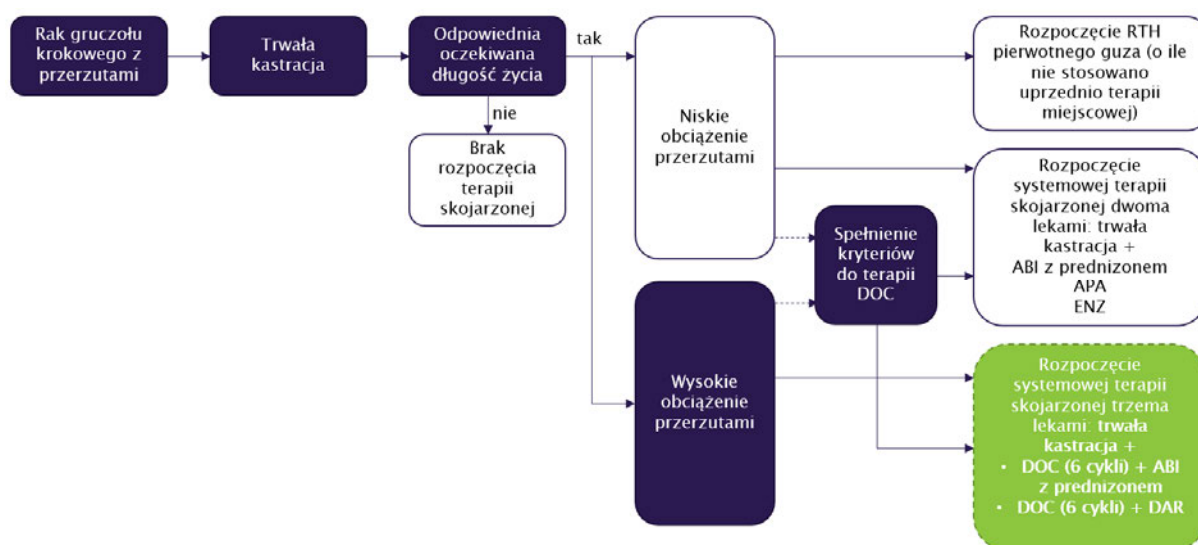 Rak gruczołu
krokowego z
przerzutami
Trwała
kastracja
Odpowiednia
oczekiwana
długość życia
tak
nie
Brak
rozpoczęcia
terapii
skojarzonej
Niskie
obciążenie
przerzutami
Wysokie
obciążenie
przerzutami
Spełnienie
kryteriów
do terapii
DOC
Rozpoczęcie RTH
pierwotnego guza (o ile
nie stosowano
uprzednio terapii
miejscowej)
Rozpoczęcie
systemowej terapii
skojarzonej dwoma
lekami: trwała
kastracja +
ABI z prednizonem
APA
ENZ
Rozpoczęcie
systemowej terapii
skojarzonej trzema
lekami: trwała
kastracja +
• DOC (6 cykli) + ABI
z prednizonem
• DOC (6 cykli) + DAR